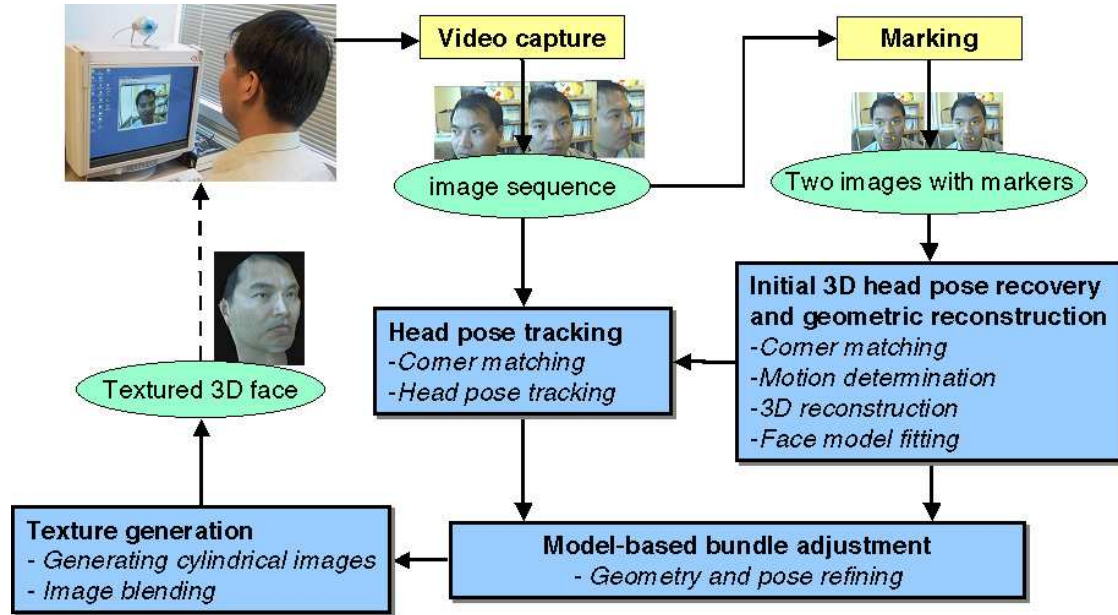 Video capture
Marking
image sequence
Two images with markers
Initial 3D head pose recovery
and geometric reconstruction
-Corner matching
-Motion determination
-3D reconstruction
-Face model fitting
Head pose tracking
-Corner matching
-Head pose tracking
Textured 3D face
Texture generation
- Generating cylindrical images
- Image blending
Model-based bundle adjustment
- Geometry and pose refining